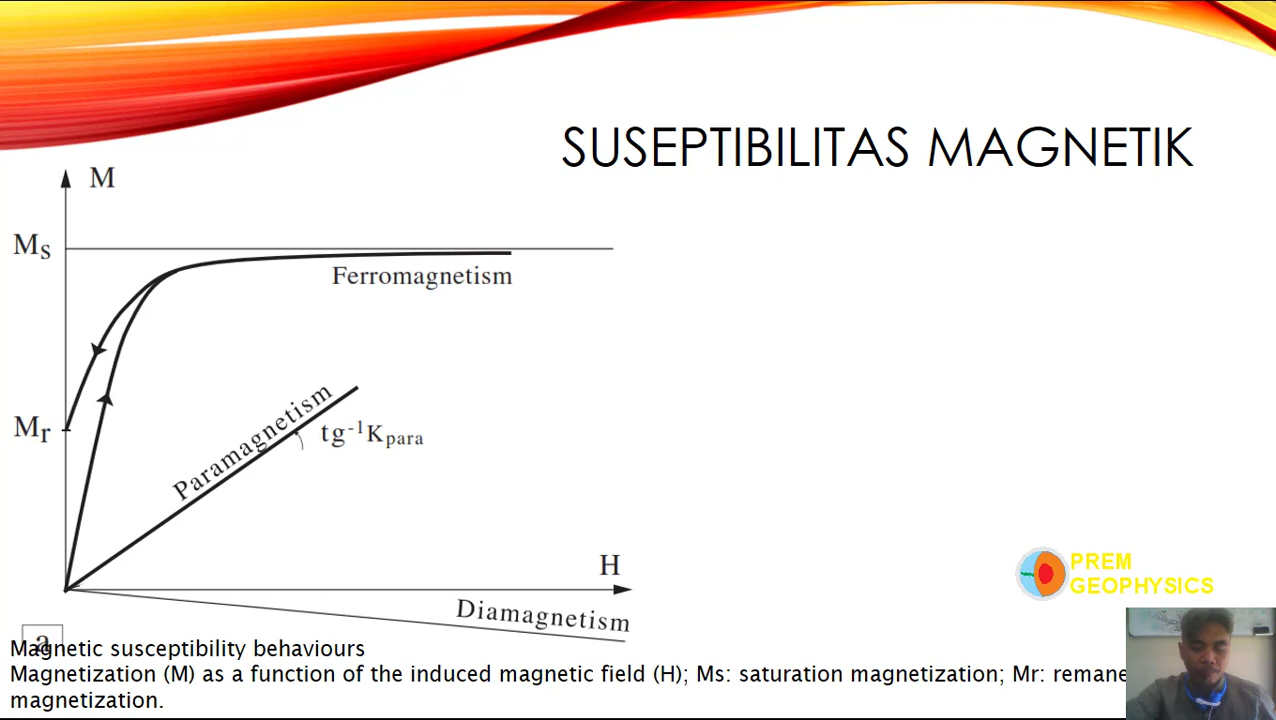 SUSEPTIBILITAS MAGNETIK
M
Ms
Ferromagnetism
Mr
Paramagnetism
tg⁻¹Kpara
H
Diamagnetism
a
PREM
GEOPHYSICS
Magnetic susceptibility behaviours
Magnetization (M) as a function of the induced magnetic field (H); Ms: saturation magnetization; Mr:
magnetization.